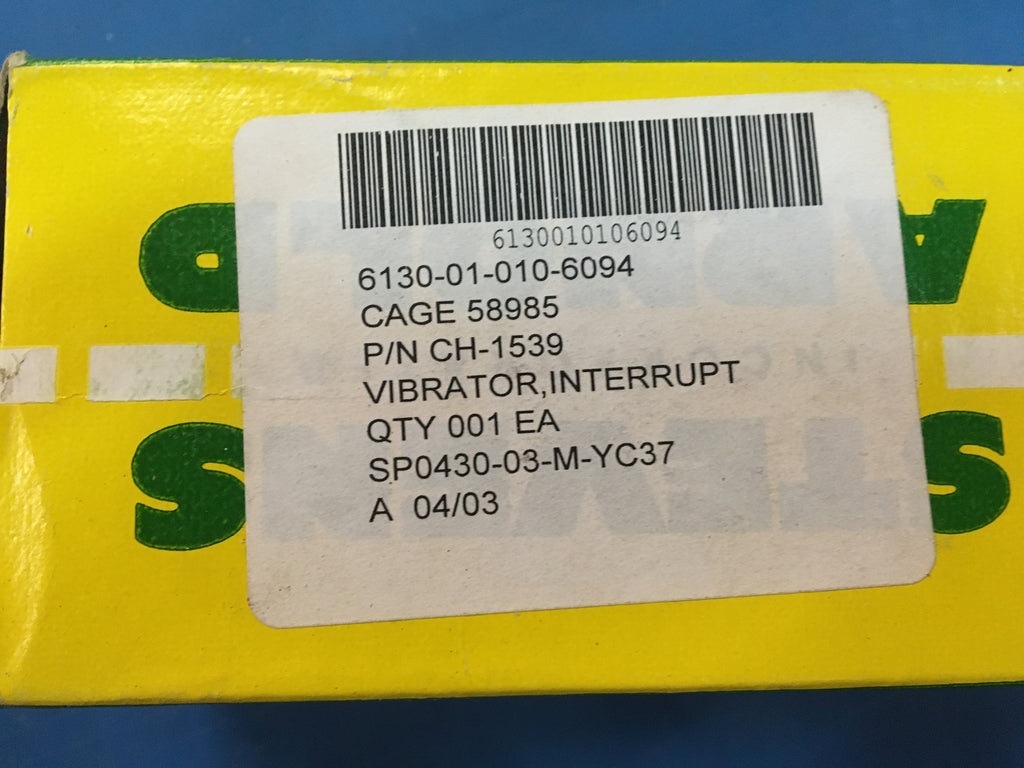 6130010106094
6130-01-010-6094
CAGE 58985
P/N CH-1539
VIBRATOR,INTERRUPT
QTY 001 EA
SP0430-03-M-YC37
A 04/03